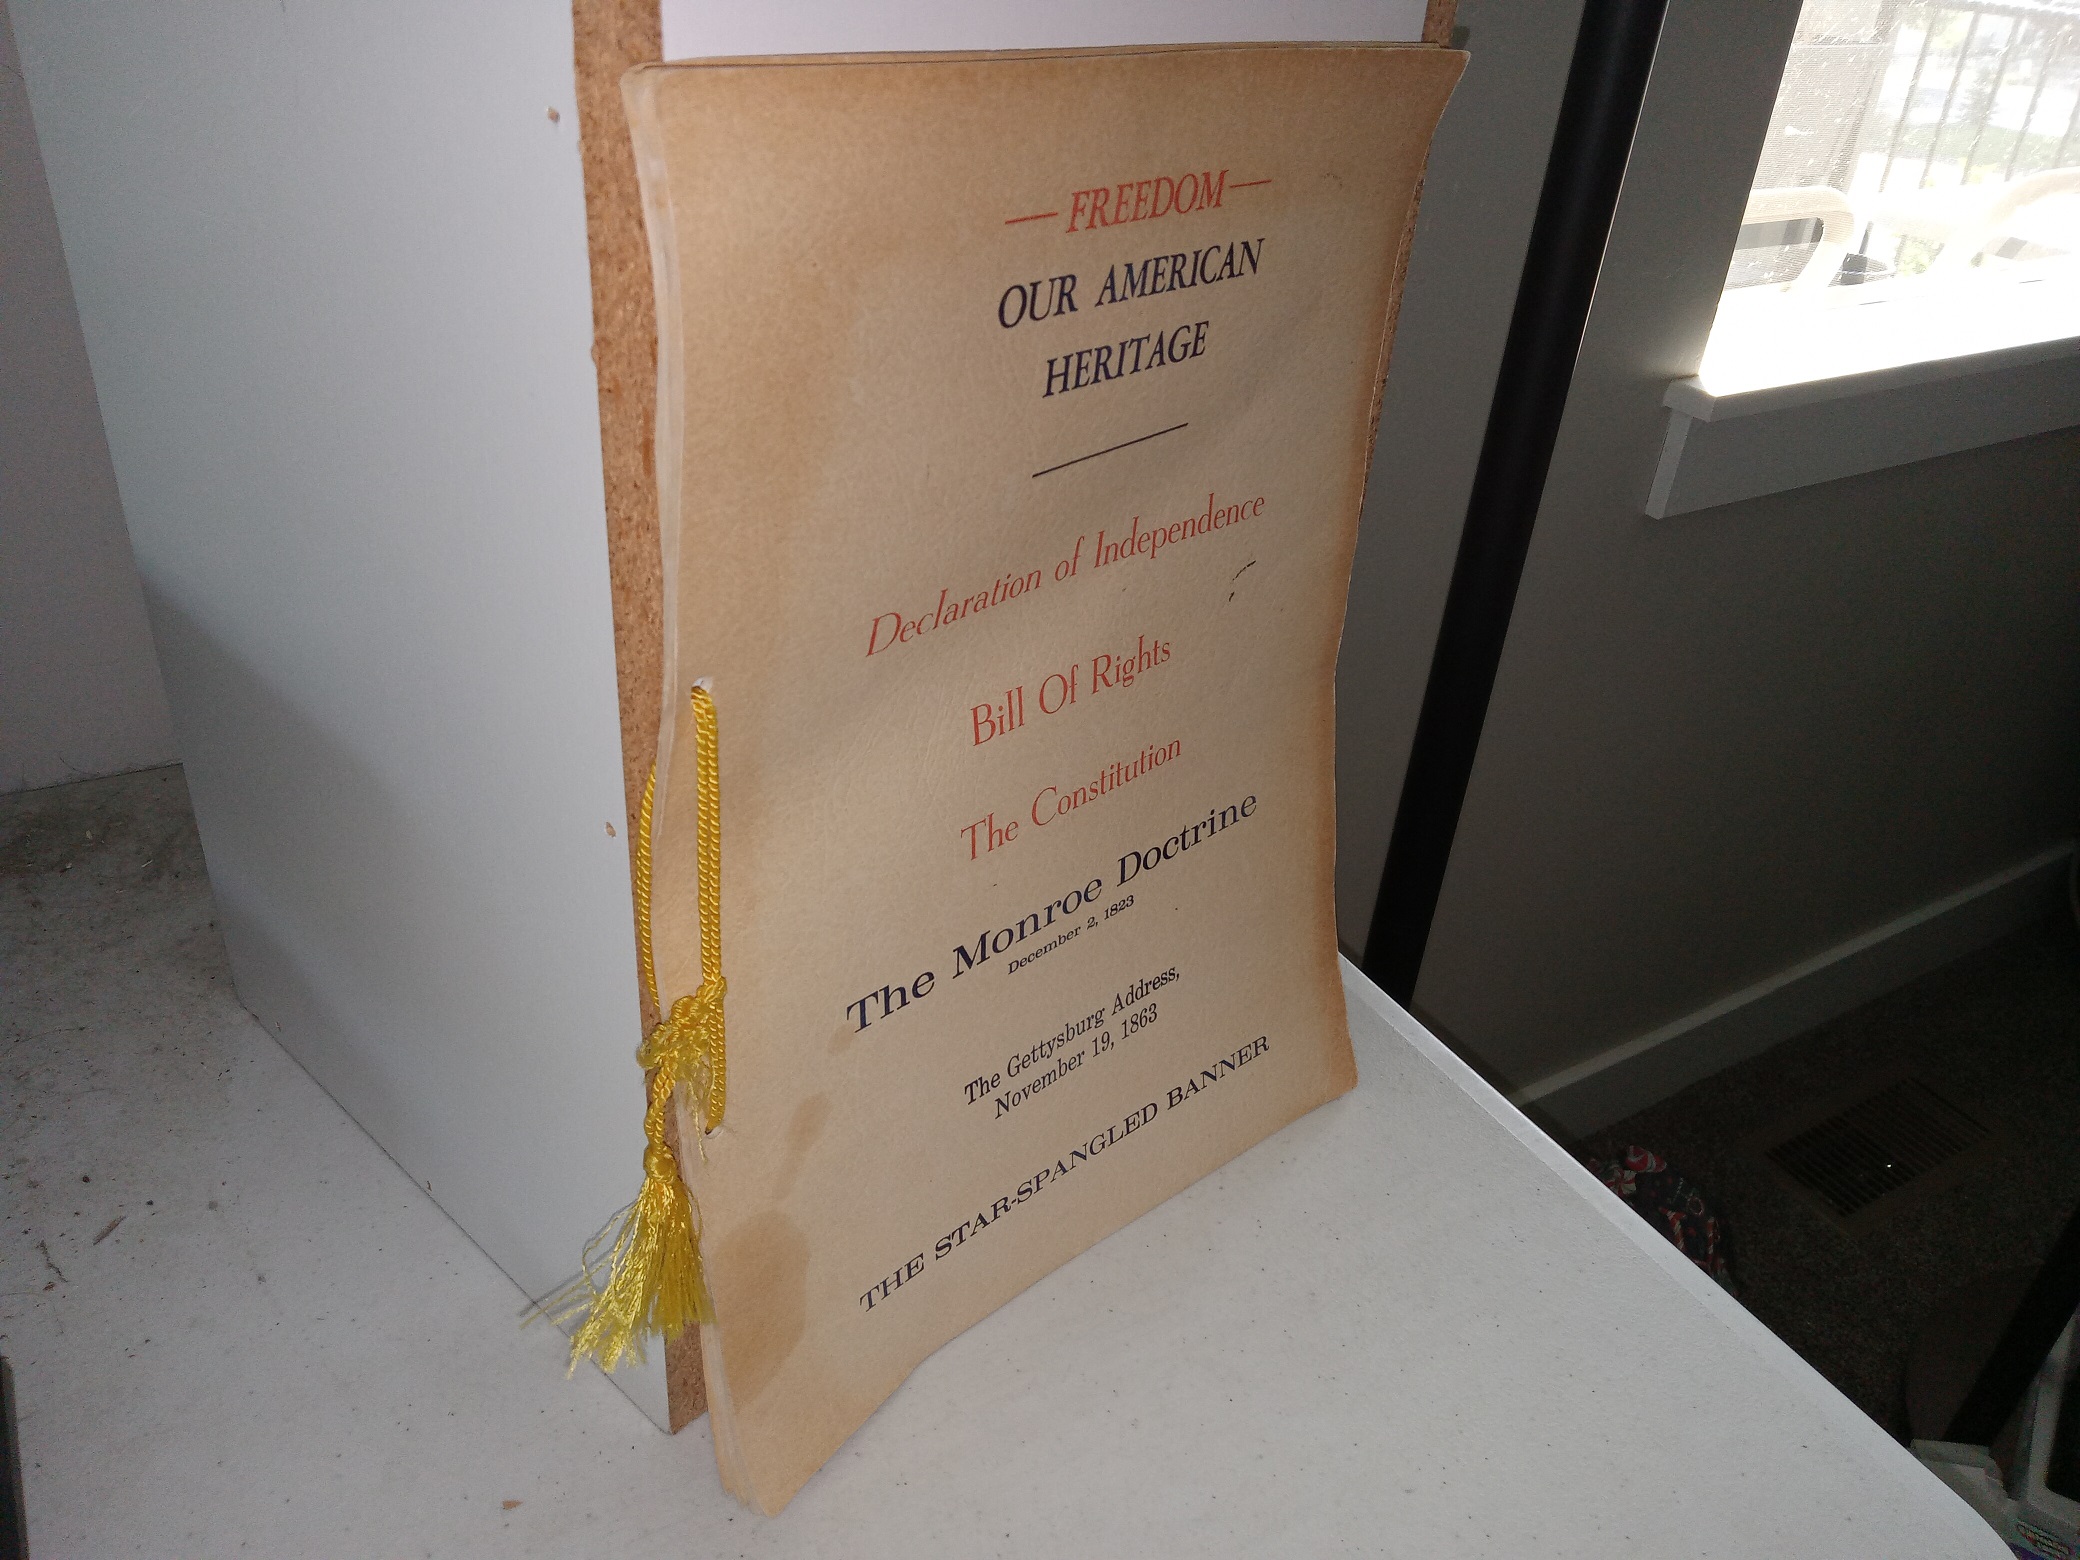 — FREEDOM —
OUR AMERICAN
HERITAGE
Declaration of Independence
Bill Of Rights
The Constitution
The Monroe Doctrine
December 2, 1823
The Gettysburg Address,
November 19, 1863
THE STAR-SPANGLED BANNER